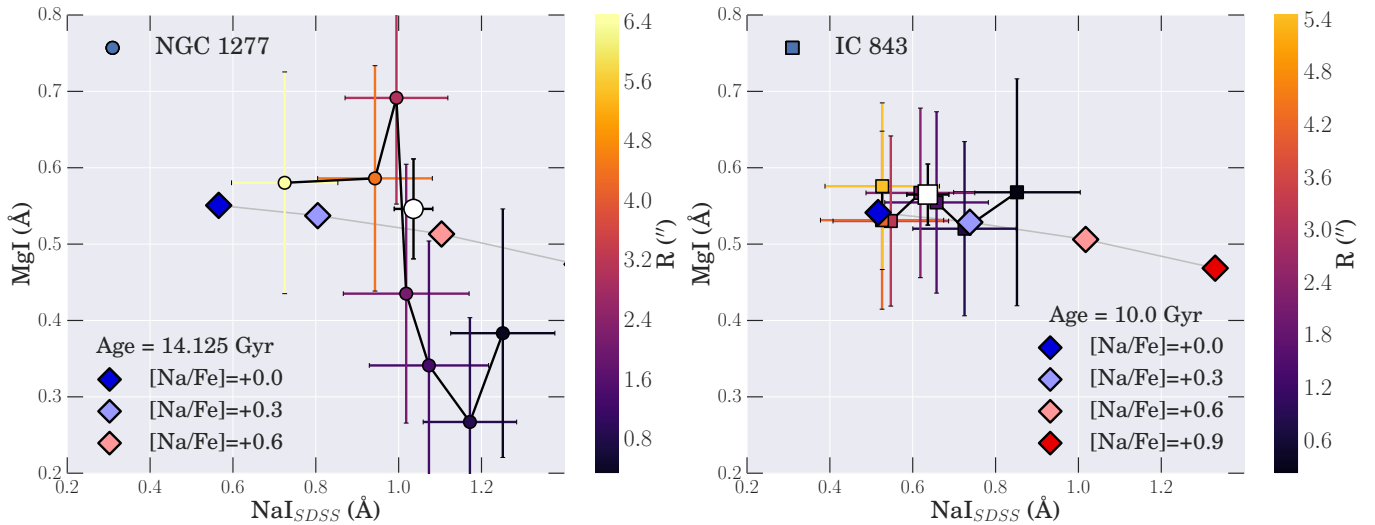 NGC 1277
MgI (Å)
0.8
0.7
0.6
0.5
0.4
0.3
0.2
Age = 14.125 Gyr
[Na/Fe]=+0.0
[Na/Fe]=+0.3
[Na/Fe]=+0.6
0.2 0.4 0.6 0.8 1.0 1.2
NaI_SDSS (Å)
6.4
5.6
4.8
4.0
3.2
2.4
1.6
0.8
R (″)
IC 843
MgI (Å)
0.8
0.7
0.6
0.5
0.4
0.3
0.2
Age = 10.0 Gyr
[Na/Fe]=+0.0
[Na/Fe]=+0.3
[Na/Fe]=+0.6
[Na/Fe]=+0.9
0.2 0.4 0.6 0.8 1.0 1.2
NaI_SDSS (Å)
5.4
4.8
4.2
3.6
3.0
2.4
1.8
1.2
0.6
R (″)